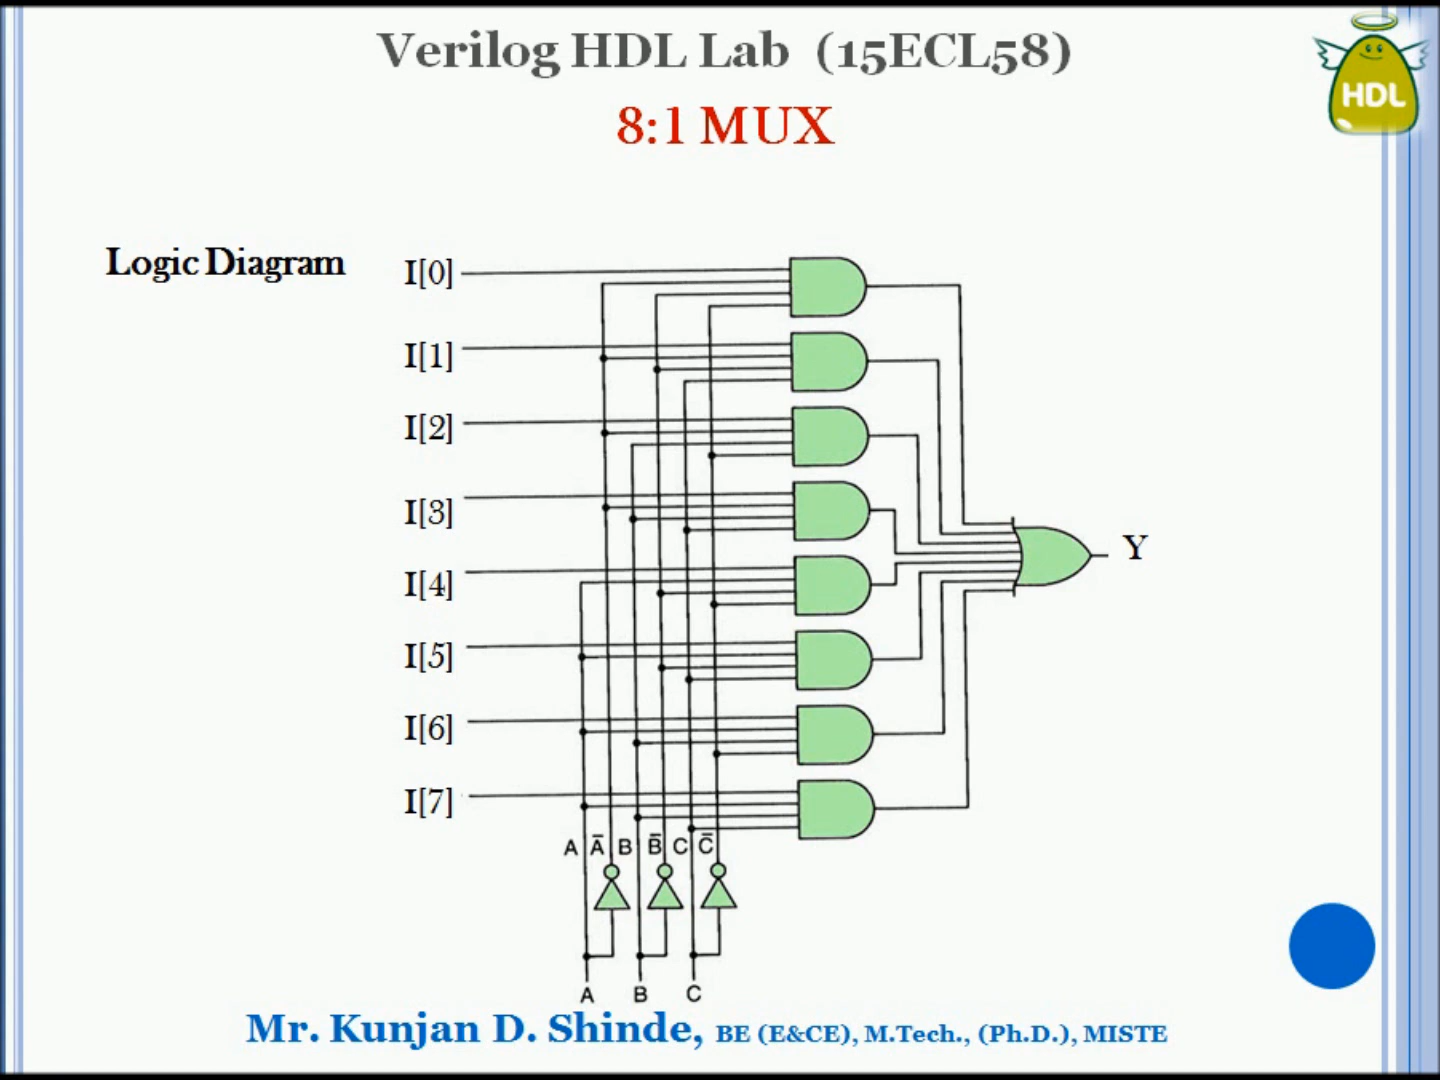 Verilog HDL Lab (15ECL58)
8:1 MUX
HDL
Logic Diagram
I[0]
I[1]
I[2]
I[3]
I[4]
I[5]
I[6]
I[7]
Y
A A̅ B B̅ C C̅
A B C
Mr. Kunjan D. Shinde, BE (E&CE), M.Tech., (Ph.D.), MISTE